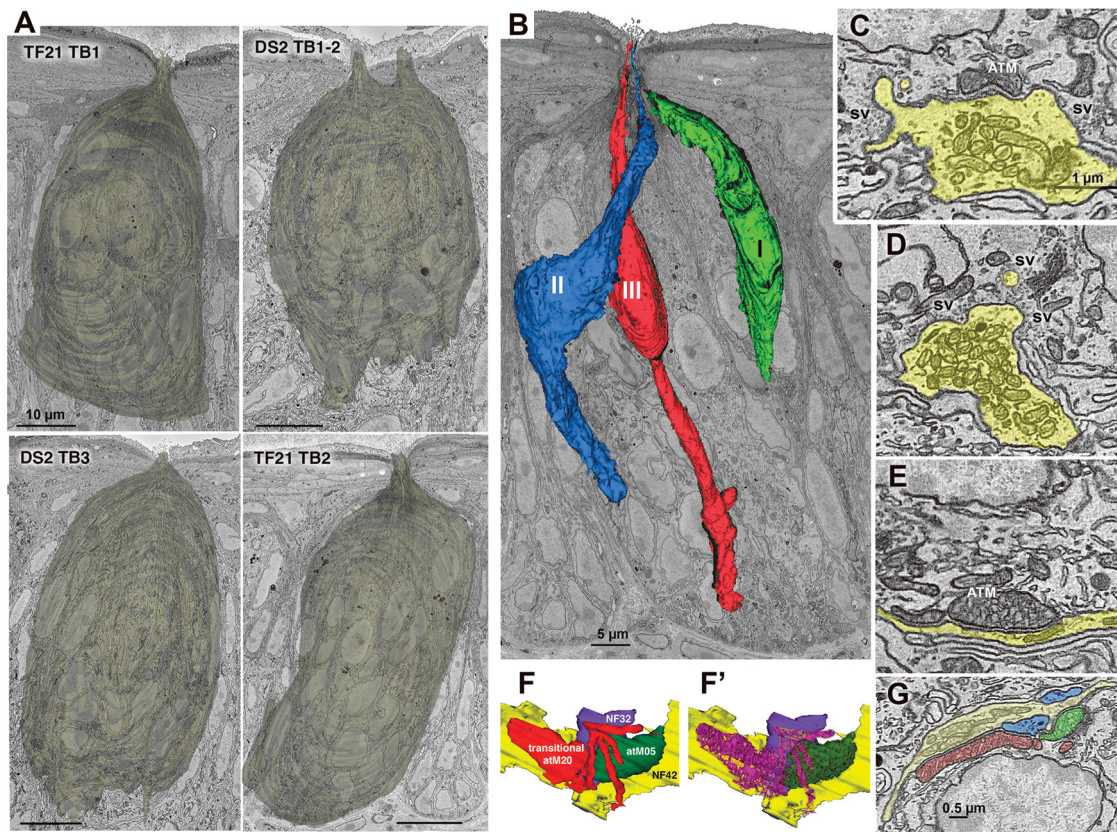 A
TF21 TB1
DS2 TB1-2
10 µm
DS2 TB3
TF21 TB2
B
II
III
I
5 µm
C
ATM
SV
SV
1 µm
D
SV
SV
SV
E
ATM
F
NF32
transitional
atM20
atM05
NF42
F'
G
0.5 µm